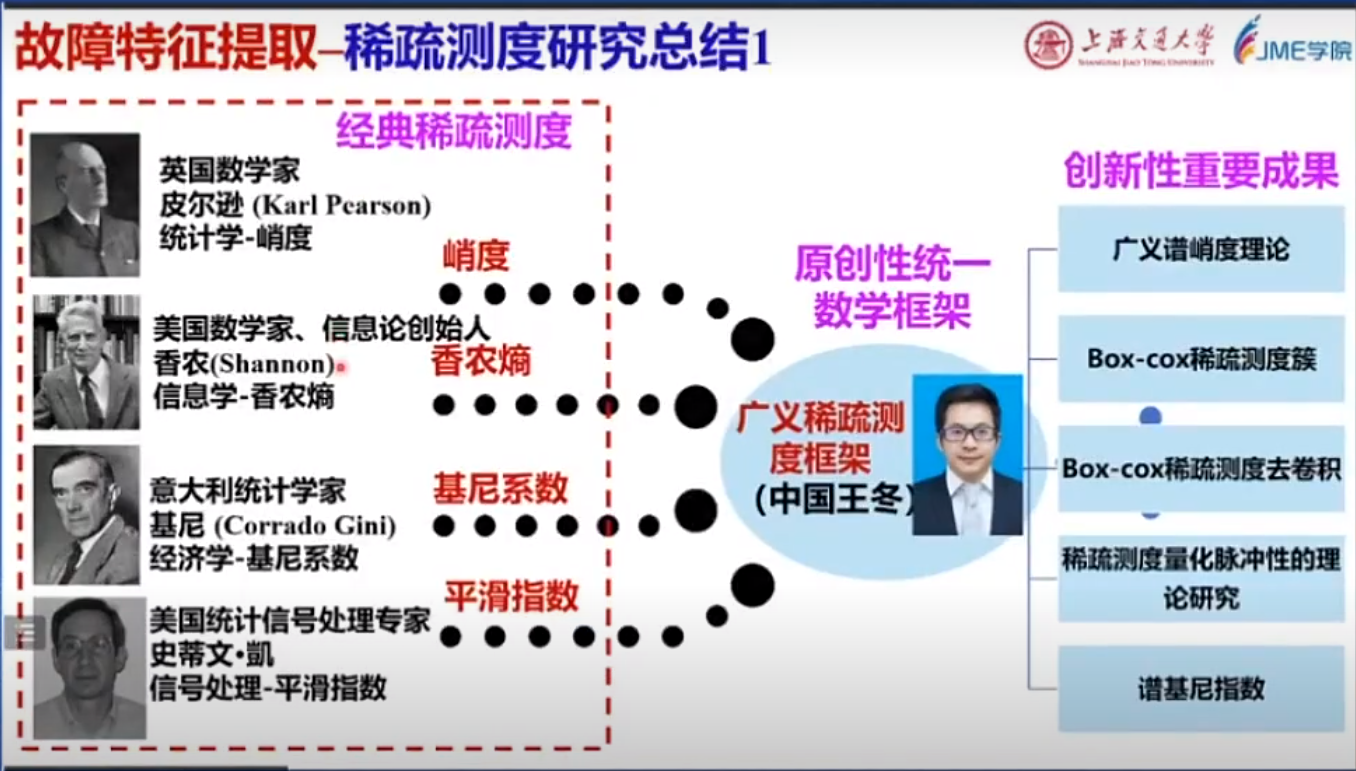 故障特征提取–稀疏测度研究总结1
上海交通大学
SHANGHAI JIAO TONG UNIVERSITY
JME学院
经典稀疏测度
英国数学家
皮尔逊 (Karl Pearson)
统计学-峭度
美国数学家、信息论创始人
香农(Shannon)
信息学-香农熵
意大利统计学家
基尼 (Corrado Gini)
经济学-基尼系数
美国统计信号处理专家
史蒂文·凱
信号处理-平滑指数
峭度
香农熵
基尼系数
平滑指数
原创性统一
数学框架
广义稀疏测
度框架
(中国王冬)
创新性重要成果
广义谱峭度理论
Box-cox稀疏测度簇
Box-cox稀疏测度去卷积
稀疏测度量化脉冲性的理
论研究
谱基尼指数